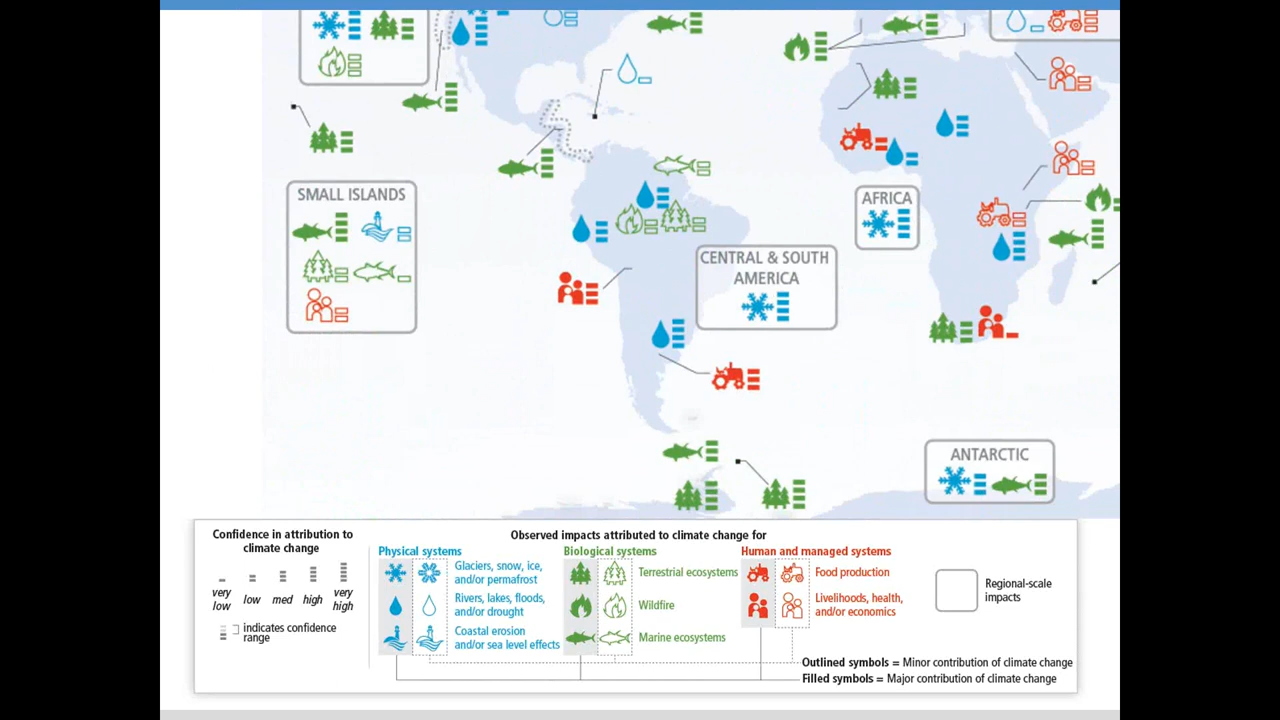 SMALL ISLANDS
AFRICA
CENTRAL & SOUTH
AMERICA
ANTARCTIC
Confidence in attribution to
climate change
very
low
low
med
high
very
high
indicates confidence
range
Observed impacts attributed to climate change for
Physical systems
Glaciers, snow, ice,
and/or permafrost
Rivers, lakes, floods,
and/or drought
Coastal erosion
and/or sea level effects
Biological systems
Terrestrial ecosystems
Wildfire
Marine ecosystems
Human and managed systems
Food production
Livelihoods, health,
and/or economics
Regional-scale
impacts
Outlined symbols = Minor contribution of climate change
Filled symbols = Major contribution of climate change